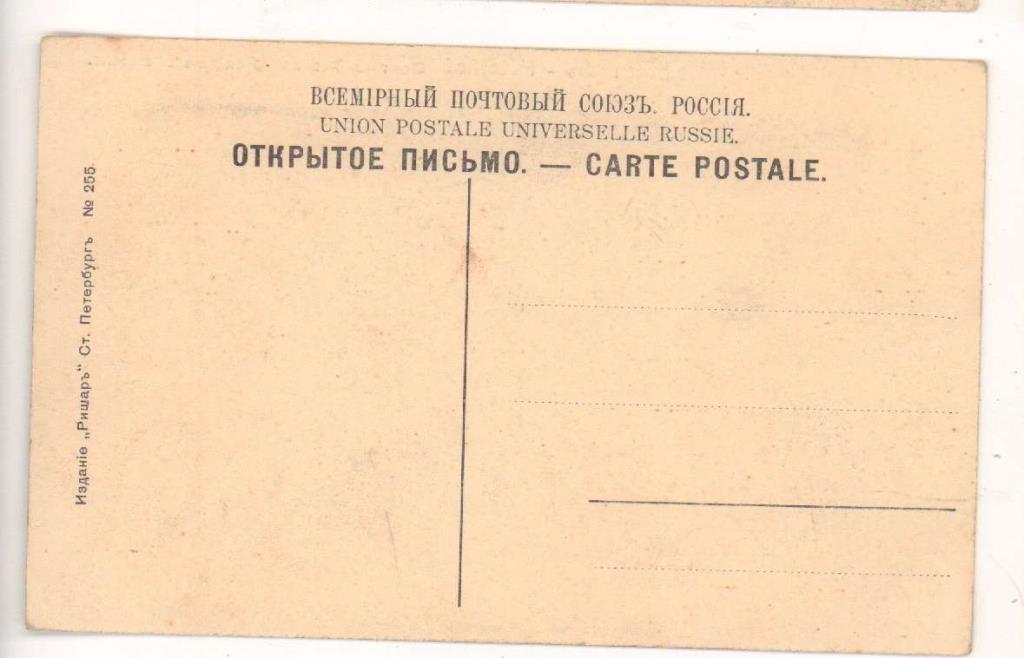 ВСЕМІРНЫЙ ПОЧТОВЫЙ СОЮЗЪ. РОССІЯ.
UNION POSTALE UNIVERSELLE RUSSIE.
ОТКРЫТОЕ ПИСЬМО. — CARTE POSTALE.
Изданіе „Ришаръ" Ст. Петербургъ № 255.